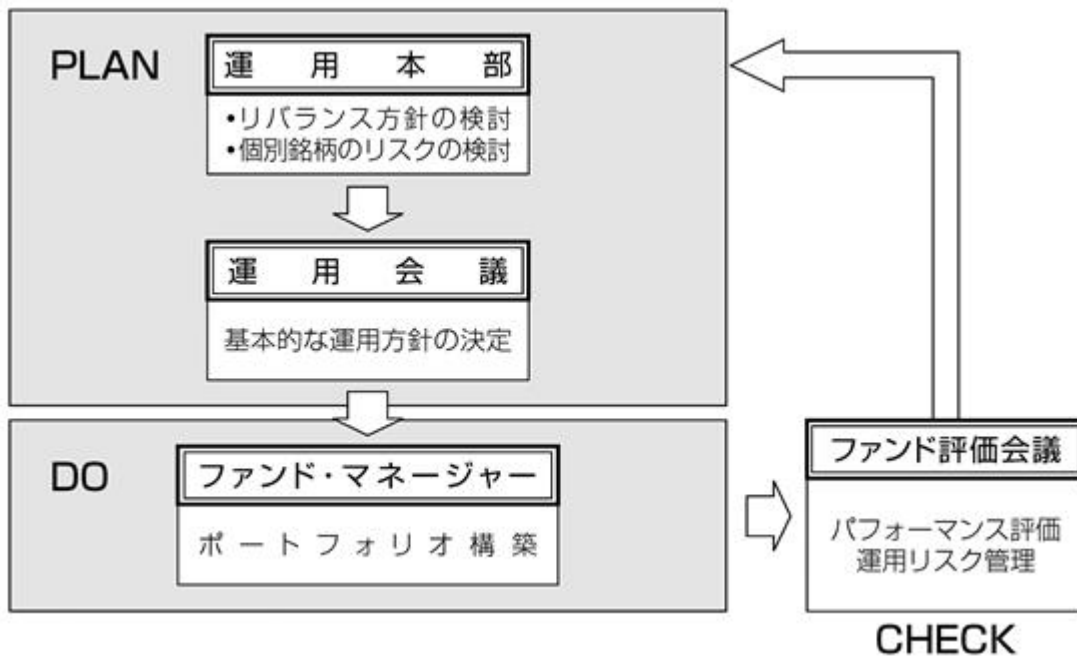 PLAN
運用本部
•リバランス方針の検討
•個別銘柄のリスクの検討
運用会議
基本的な運用方針の決定
DO
ファンド・マネージャー
ポートフォリオ構築
ファンド評価会議
パフォーマンス評価
運用リスク管理
CHECK